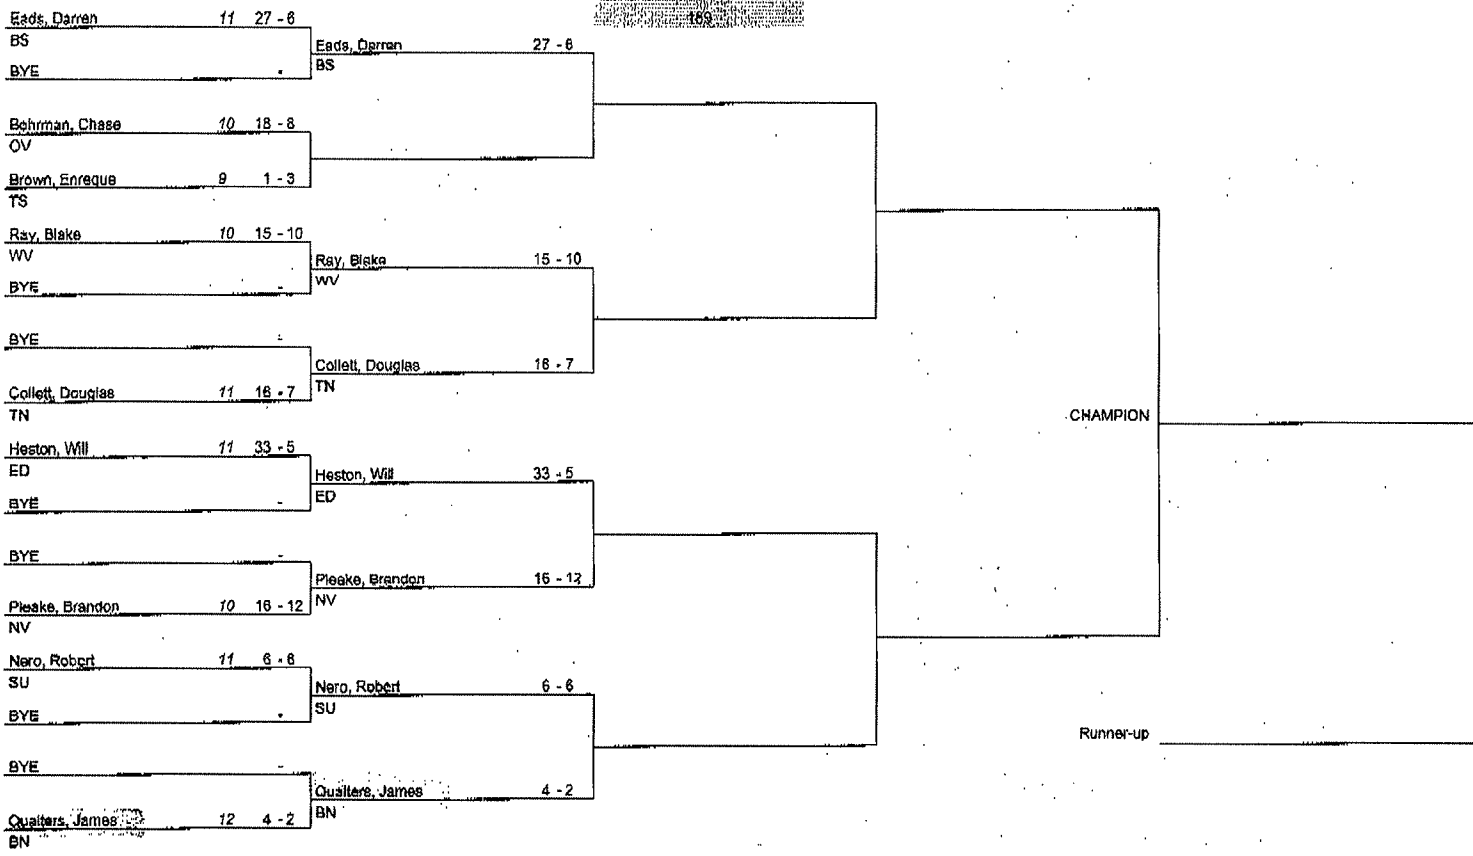 169
Eads, Darren 11 27 - 6
BS
BYE -
Eads, Darren 27 - 6
BS
Bohrman, Chase 10 18 - 8
OV
Brown, Enreque 9 1 - 3
TS
Ray, Blake 10 15 - 10
WV
BYE -
Ray, Blake 15 - 10
WV
BYE -
Collett, Douglas 11 16 - 7
TN
Collett, Douglas 16 - 7
TN
Heston, Will 11 33 - 5
ED
BYE -
Heston, Will 33 - 5
ED
BYE -
Pleake, Brandon 10 16 - 12
NV
Pleake, Brandon 16 - 12
NV
Nero, Robert 11 6 - 6
SU
BYE -
Nero, Robert 6 - 6
SU
BYE -
Qualters, James 12 4 - 2
BN
Qualters, James 4 - 2
BN
CHAMPION
Runner-up